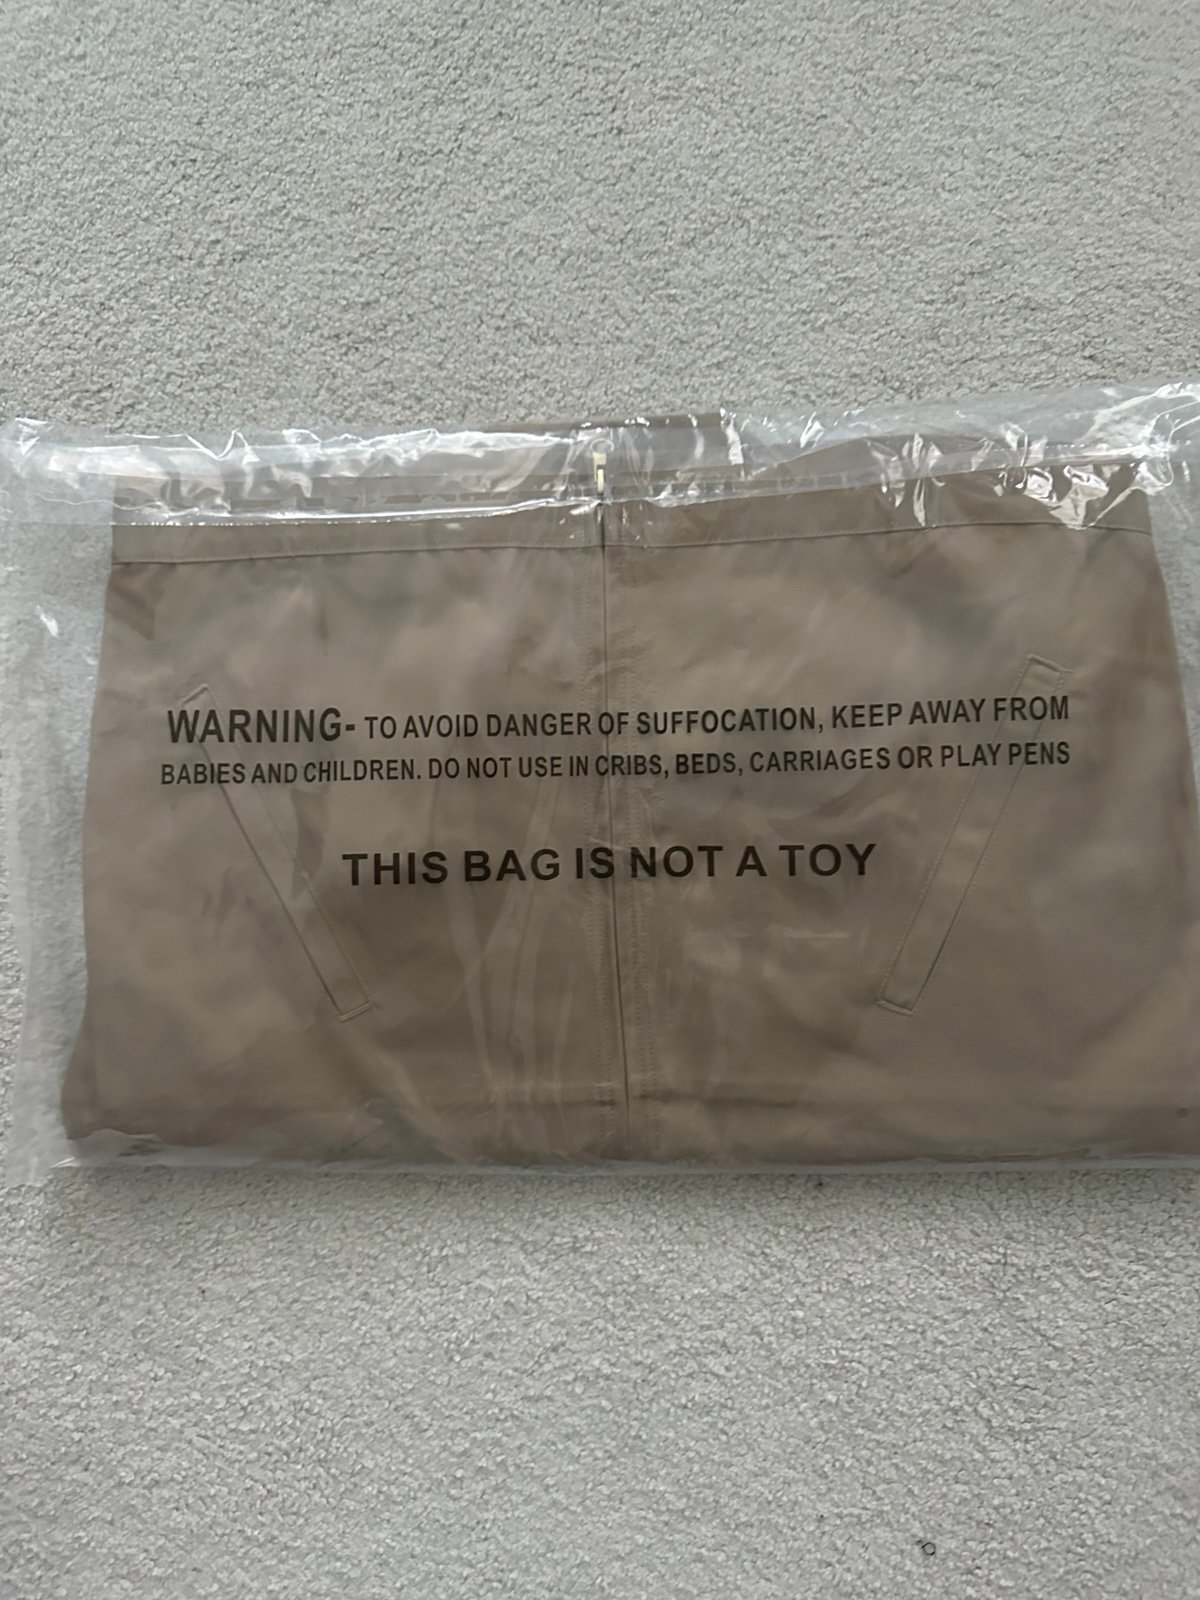 WARNING- TO AVOID DANGER OF SUFFOCATION, KEEP AWAY FROM
BABIES AND CHILDREN. DO NOT USE IN CRIBS, BEDS, CARRIAGES OR PLAY PENS
THIS BAG IS NOT A TOY